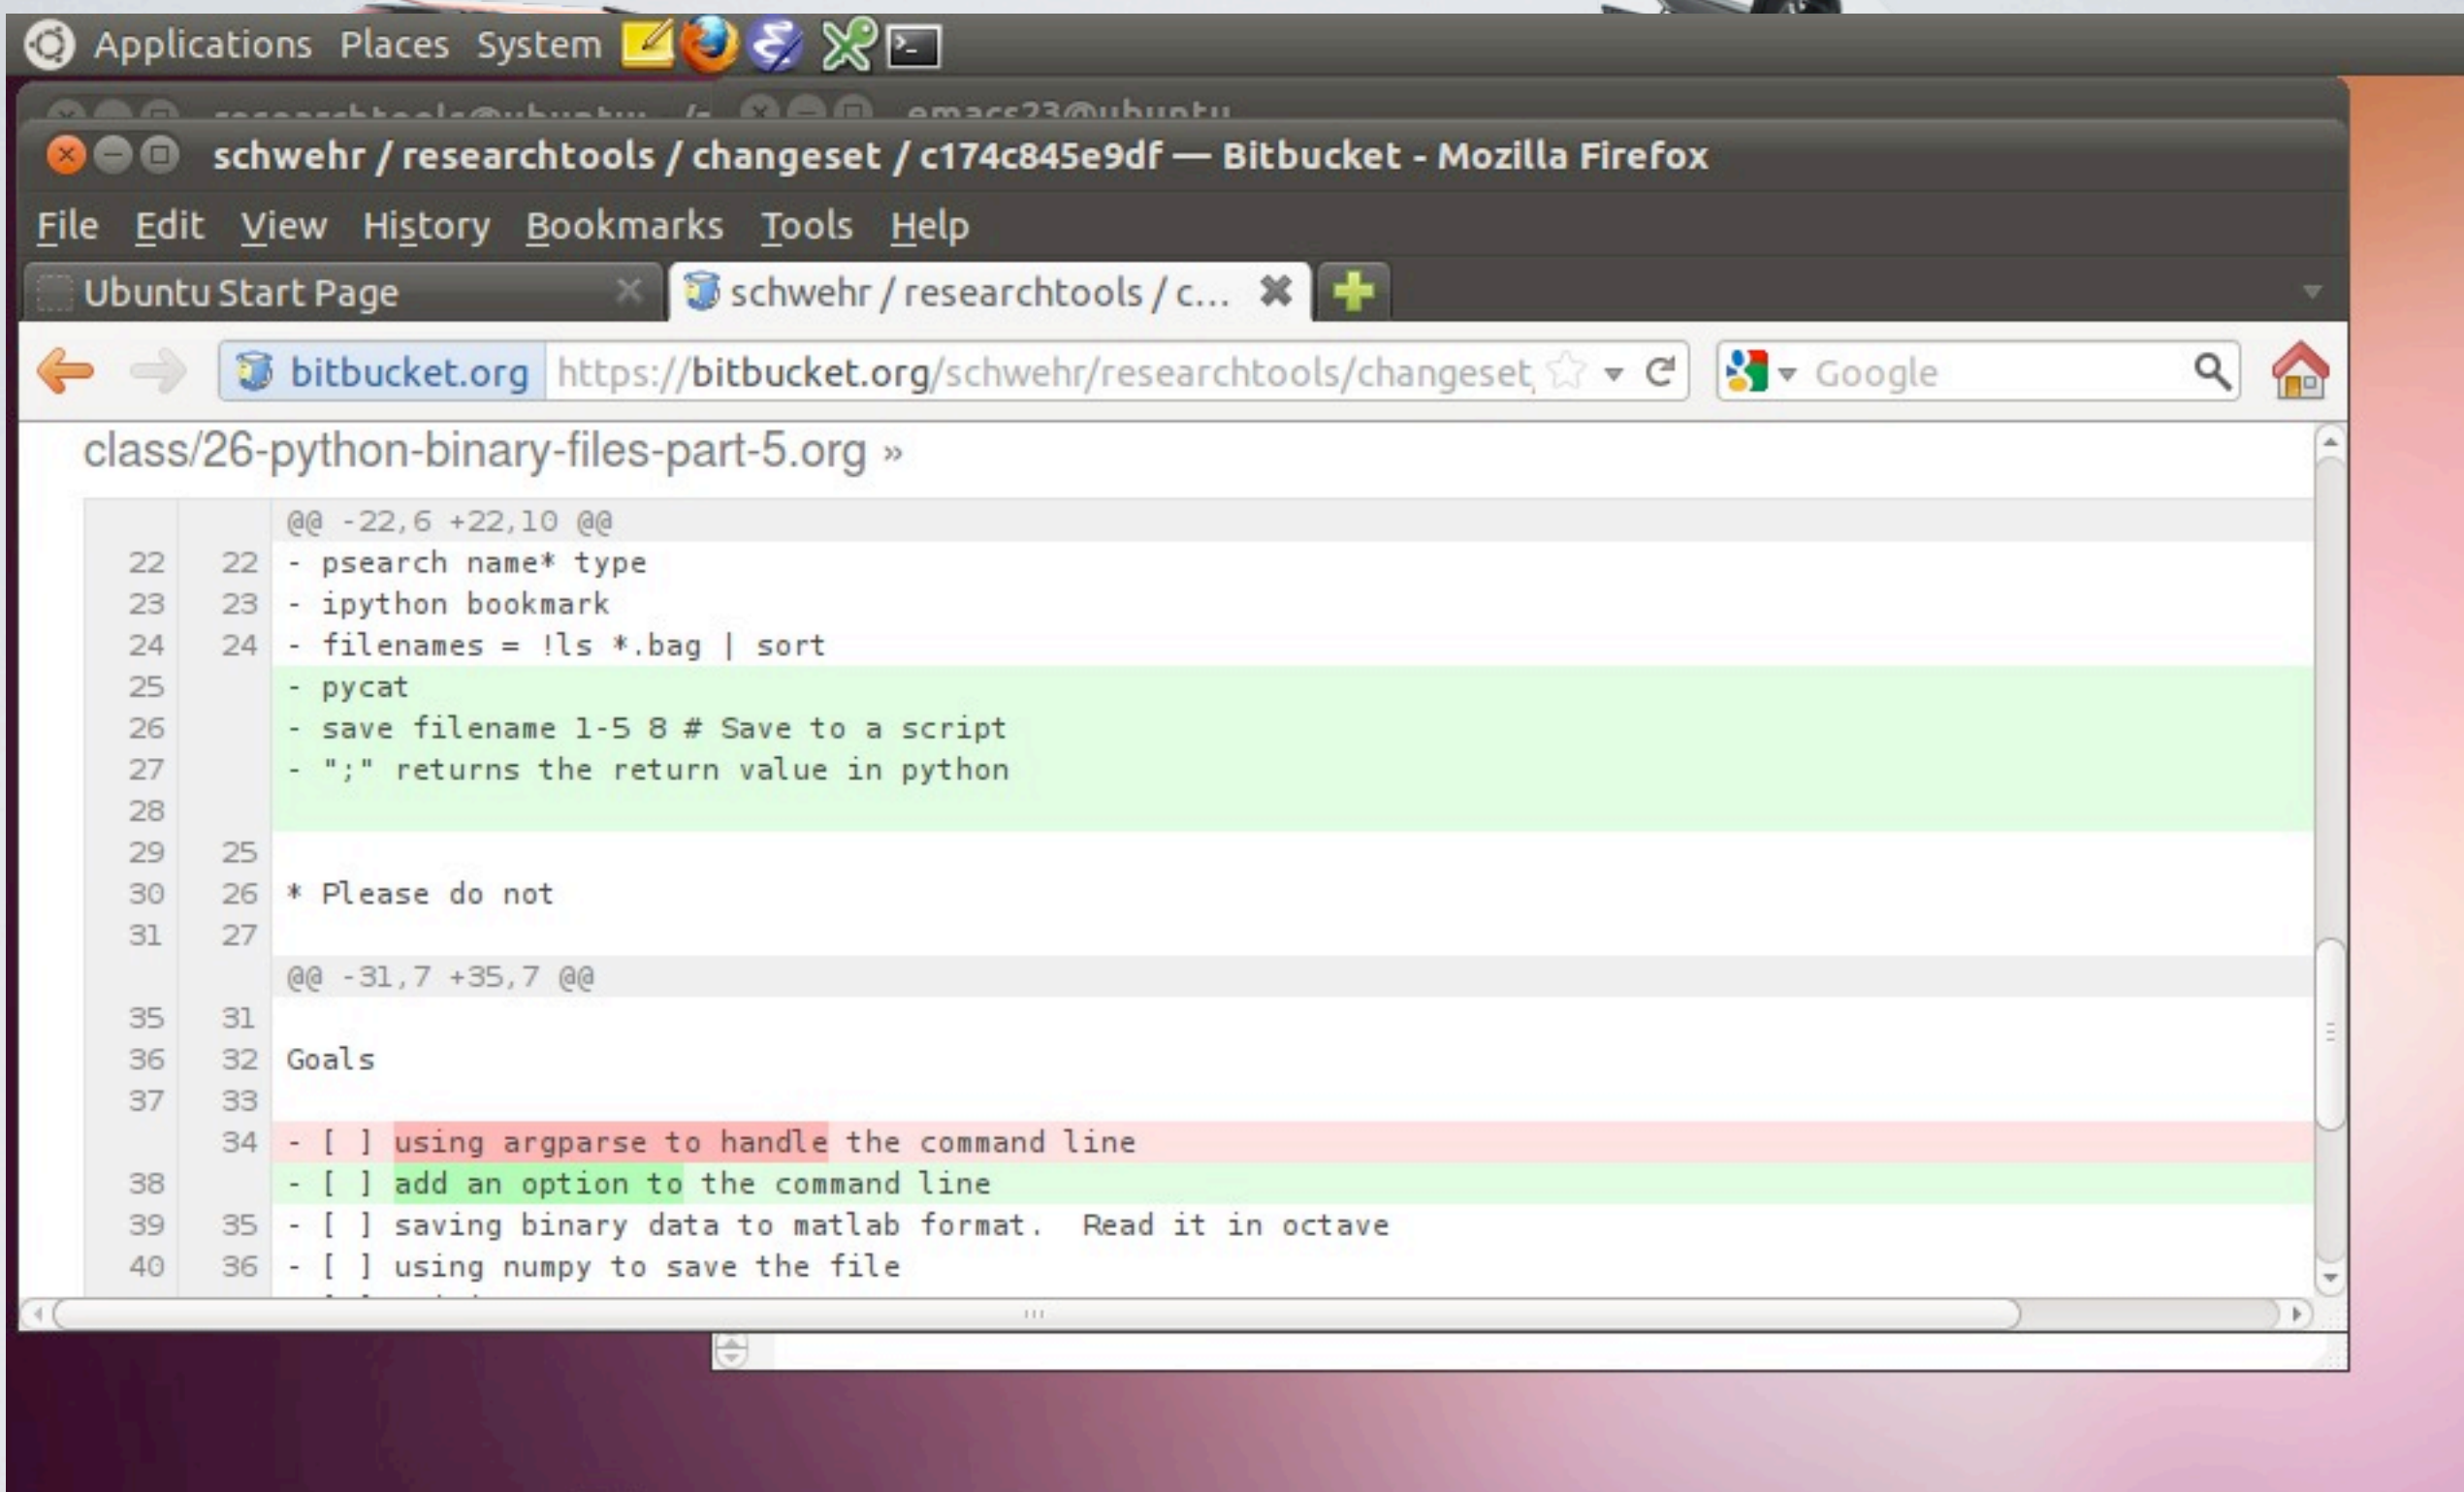 Applications Places System
researchtools@ubuntu: ~/r emacs23@ubuntu
schwehr / researchtools / changeset / c174c845e9df — Bitbucket - Mozilla Firefox
File Edit View History Bookmarks Tools Help
Ubuntu Start Page schwehr / researchtools / c...
bitbucket.org https://bitbucket.org/schwehr/researchtools/changeset Google
class/26-python-binary-files-part-5.org »
@@ -22,6 +22,10 @@
22 22 - psearch name* type
23 23 - ipython bookmark
24 24 - filenames = !ls *.bag | sort
25 - pycat
26 - save filename 1-5 8 # Save to a script
27 - ";" returns the return value in python
28
29 25
30 26 * Please do not
31 27
@@ -31,7 +35,7 @@
35 31
36 32 Goals
37 33
34 - [ ] using argparse to handle the command line
38 - [ ] add an option to the command line
39 35 - [ ] saving binary data to matlab format.  Read it in octave
40 36 - [ ] using numpy to save the file